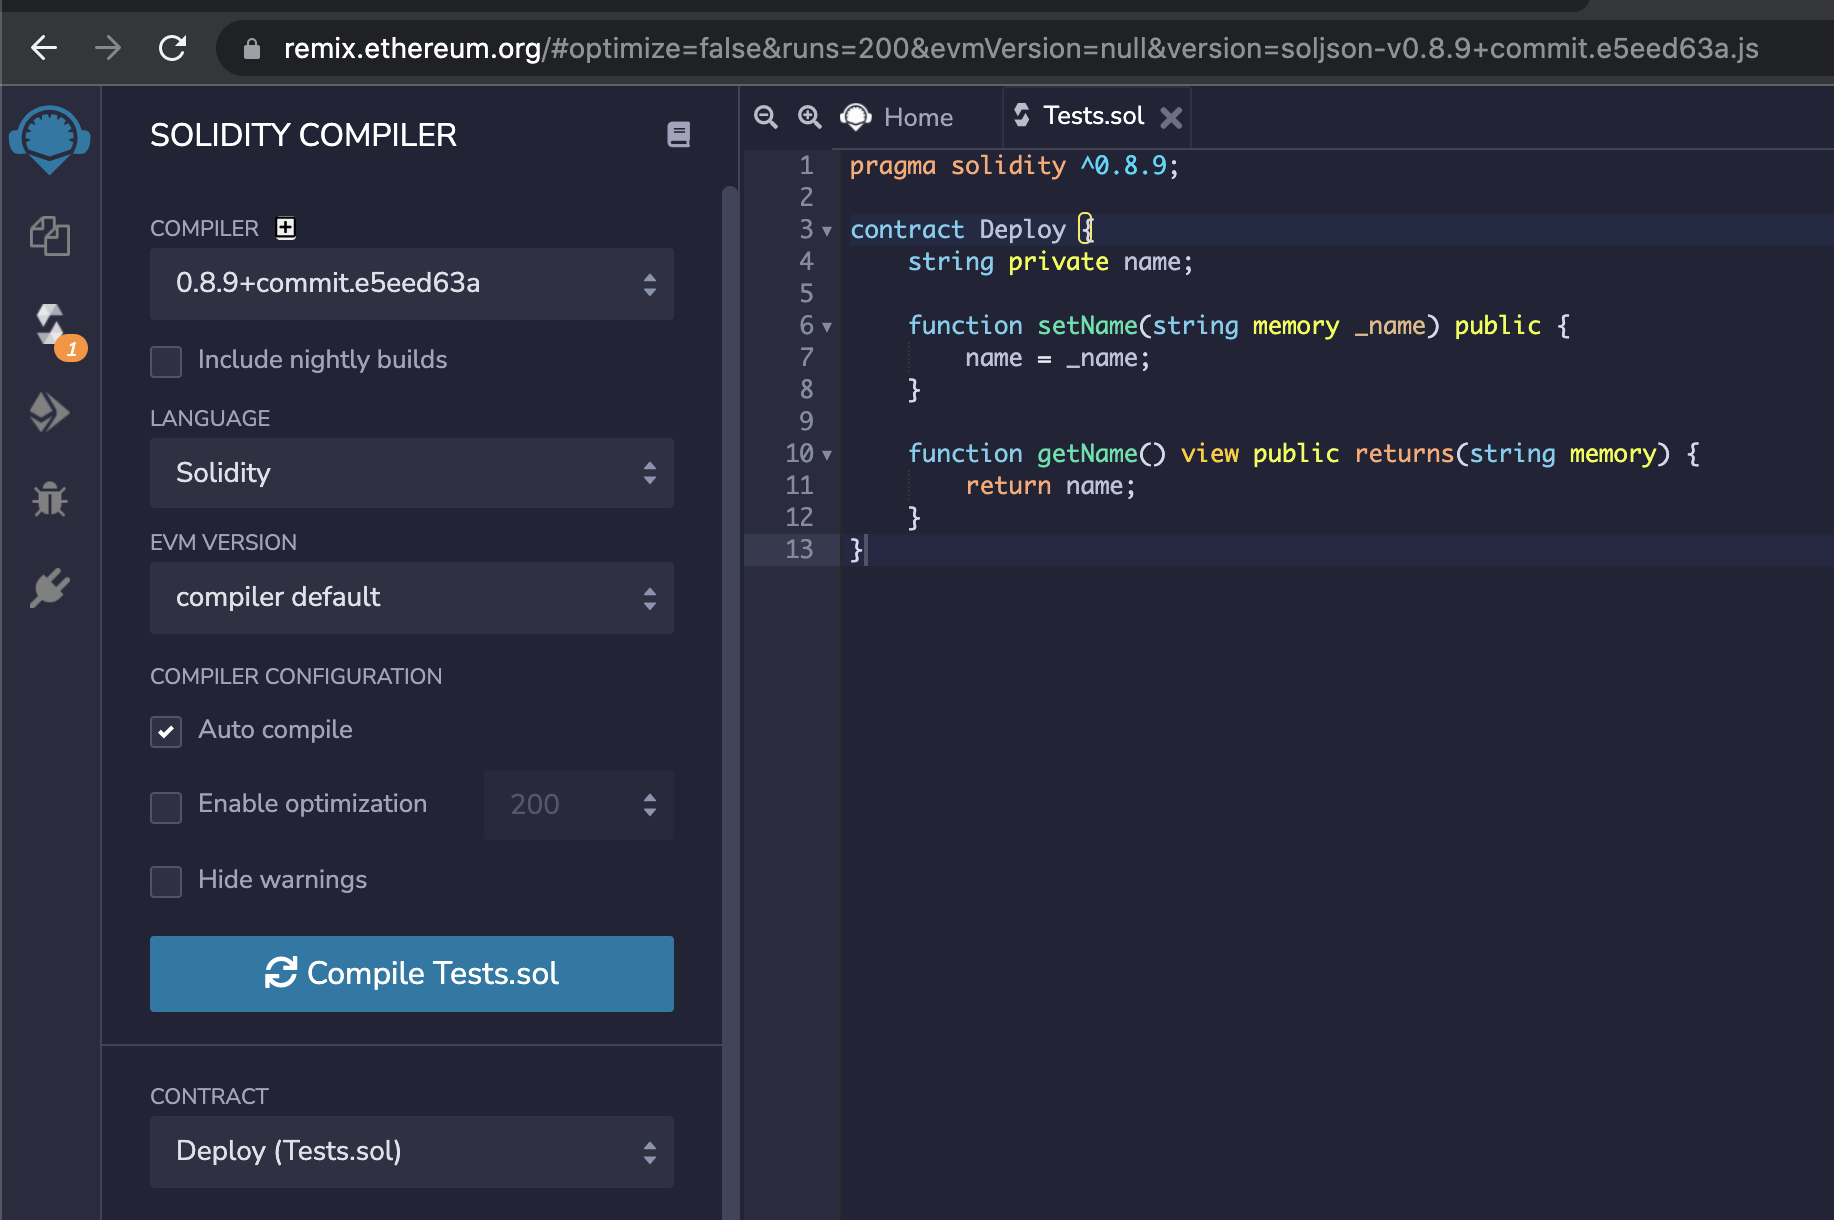 remix.ethereum.org/#optimize=false&runs=200&evmVersion=null&version=soljson-v0.8.9+commit.e5eed63a.js
SOLIDITY COMPILER
COMPILER
0.8.9+commit.e5eed63a
Include nightly builds
LANGUAGE
Solidity
EVM VERSION
compiler default
COMPILER CONFIGURATION
Auto compile
Enable optimization 200
Hide warnings
Compile Tests.sol
CONTRACT
Deploy (Tests.sol)
1
Home Tests.sol
1 pragma solidity ^0.8.9;
2
3 contract Deploy {
4 string private name;
5
6 function setName(string memory _name) public {
7 name = _name;
8 }
9
10 function getName() view public returns(string memory) {
11 return name;
12 }
13 }